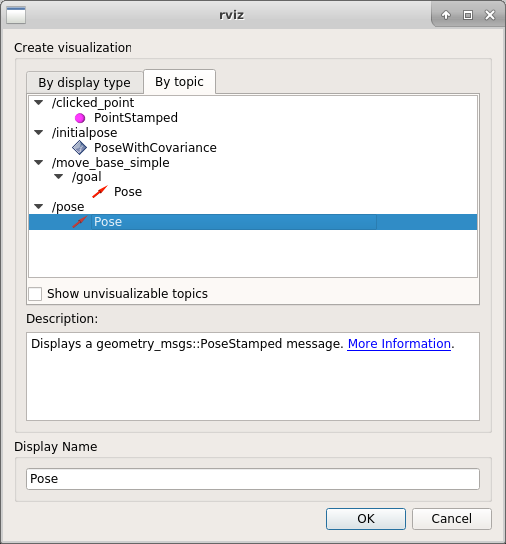 rviz
Create visualization
By display type
By topic
/clicked_point
PointStamped
/initialpose
PoseWithCovariance
/move_base_simple
/goal
Pose
/pose
Pose
Show unvisualizable topics
Description:
Displays a geometry_msgs::PoseStamped message. More Information.
Display Name
Pose
OK
Cancel